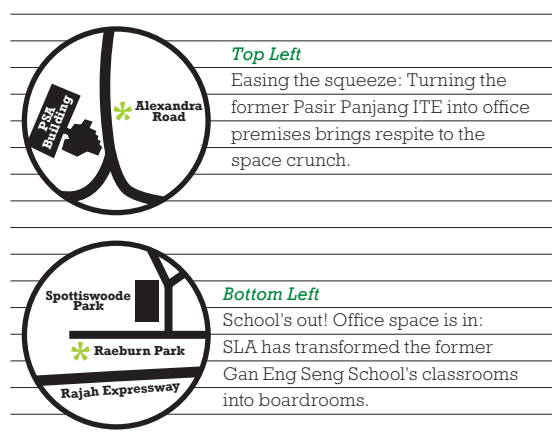 PSA
Building
Alexandra
Road
Top Left
Easing the squeeze: Turning the
former Pasir Panjang ITE into office
premises brings respite to the
space crunch.
Spottiswoode
Park
Raeburn Park
Rajah Expressway
Bottom Left
School's out! Office space is in:
SLA has transformed the former
Gan Eng Seng School's classrooms
into boardrooms.